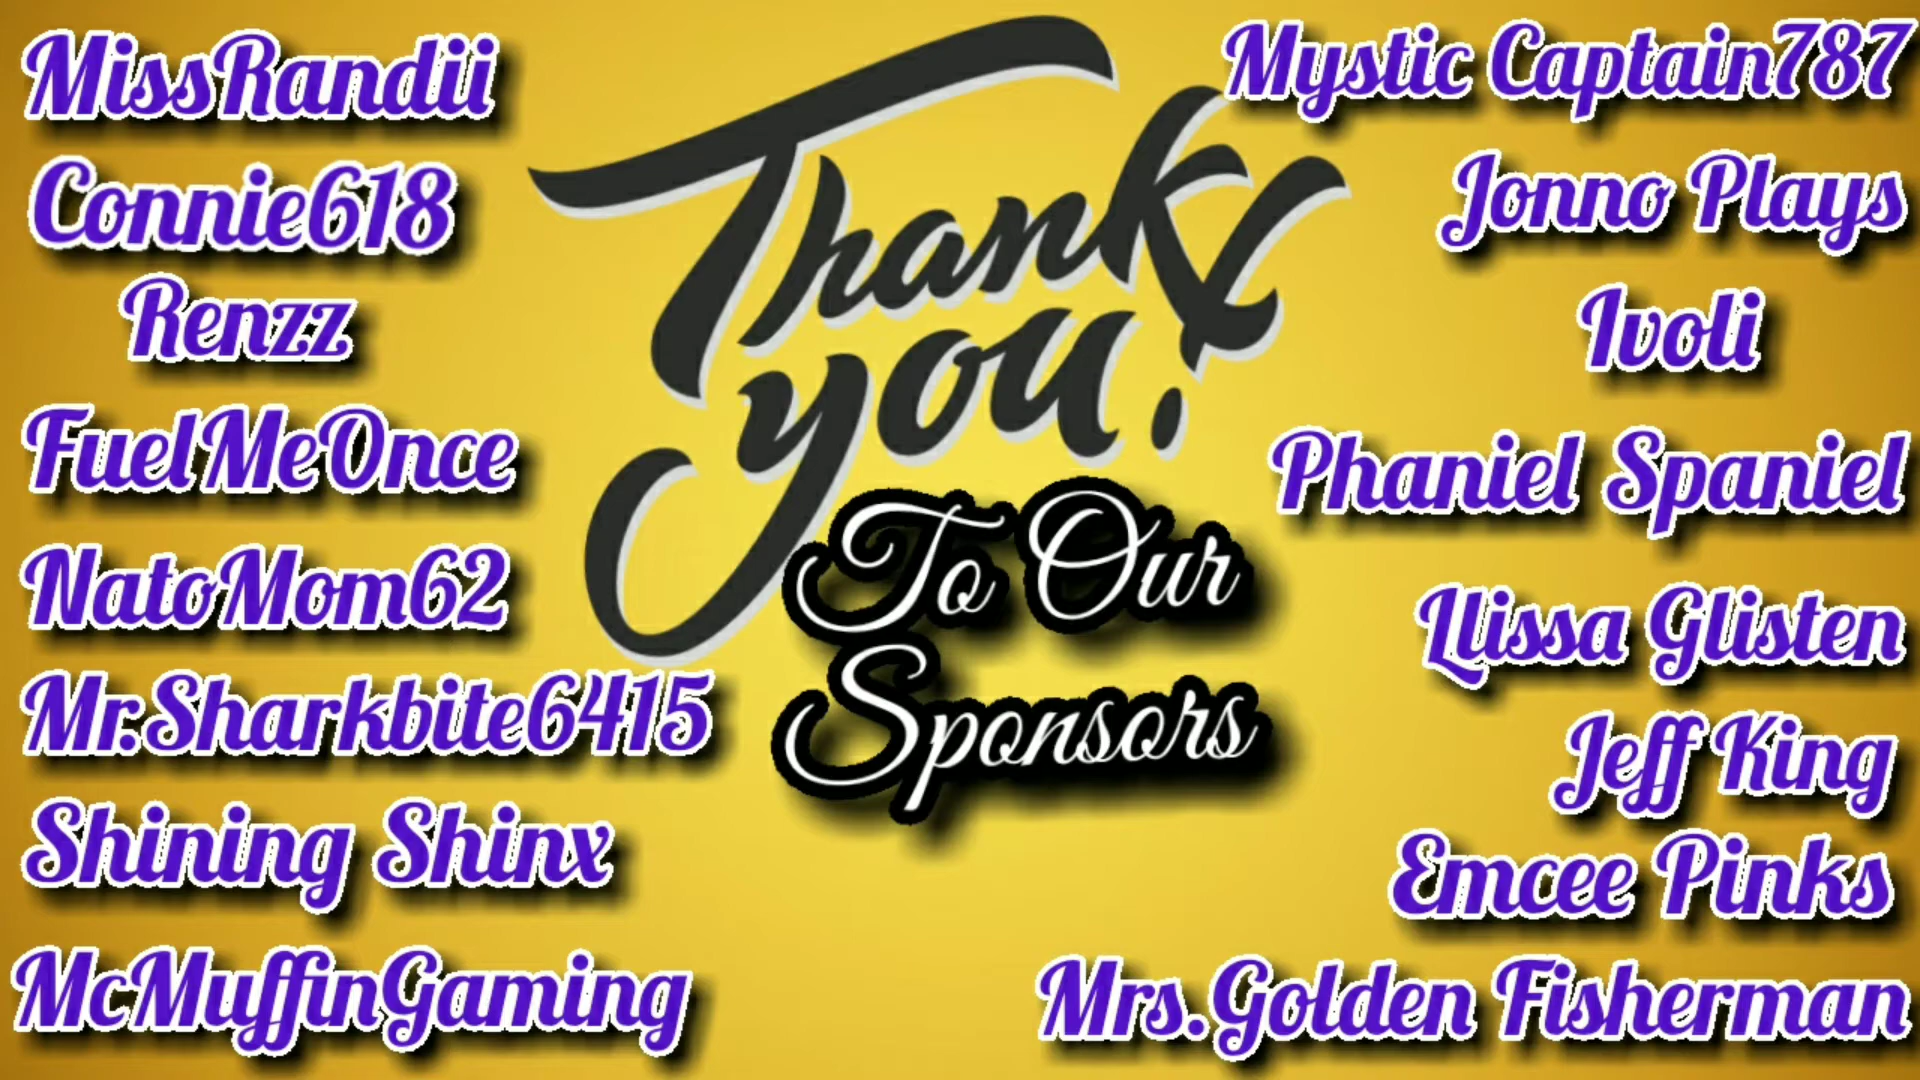 MissRandii
Connie618
Renzz
FuelMeOnce
NatoMom62
Mr.Sharkbite6415
Shining Shinx
McMuffinGaming
Thank
you!
To Our
Sponsors
Mystic Captain787
Jonno Plays
Ivoli
Phaniel Spaniel
Llissa Glisten
Jeff King
Emcee Pinks
Mrs.Golden Fisherman